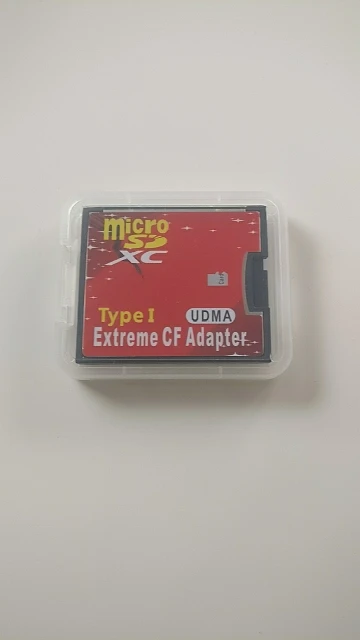 micro
SD
XC
Type I
UDMA
Extreme CF Adapter